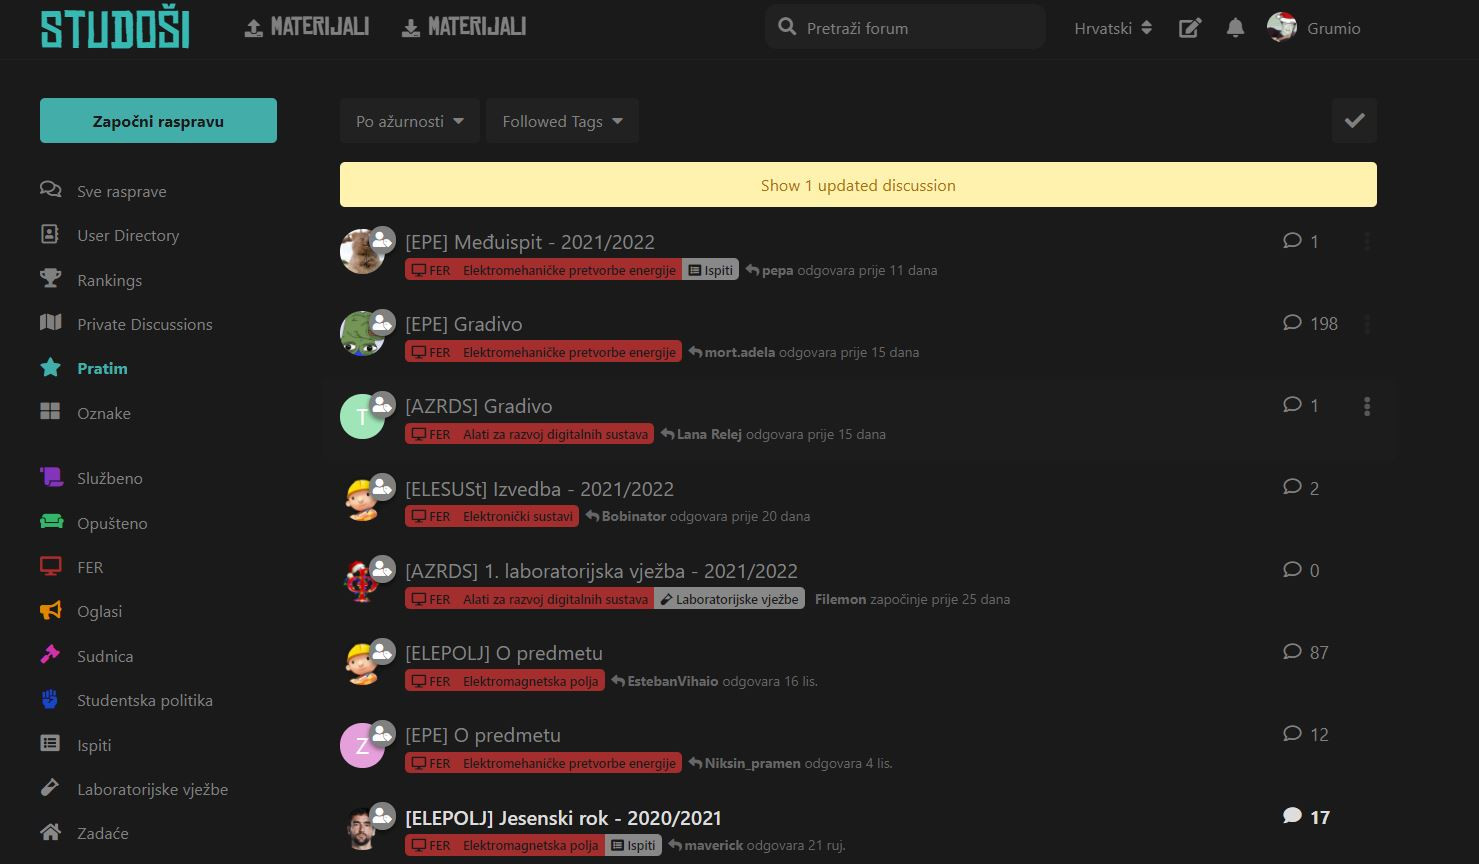 STUDOŠI MATERIJALI MATERIJALI Pretraži forum Hrvatski Grumio
Započni raspravu
Po ažurnosti Followed Tags
Show 1 updated discussion
Sve rasprave
User Directory
Rankings
Private Discussions
Pratim
Oznake
Službeno
Opušteno
FER
Oglasi
Sudnica
Studentska politika
Ispiti
Laboratorijske vježbe
Zadaće
[EPE] Međuispit - 2021/2022 1
FER Elektromehaničke pretvorbe energije Ispiti pepa odgovara prije 11 dana
[EPE] Gradivo 198
FER Elektromehaničke pretvorbe energije mort.adela odgovara prije 15 dana
T [AZRDS] Gradivo 1
FER Alati za razvoj digitalnih sustava Lana Relej odgovara prije 15 dana
[ELESUSt] Izvedba - 2021/2022 2
FER Elektronički sustavi Bobinator odgovara prije 20 dana
[AZRDS] 1. laboratorijska vježba - 2021/2022 0
FER Alati za razvoj digitalnih sustava Laboratorijske vježbe Filemon započinje prije 25 dana
[ELEPOLJ] O predmetu 87
FER Elektromagnetska polja EstebanVihaio odgovara 16 lis.
Z [EPE] O predmetu 12
FER Elektromehaničke pretvorbe energije Niksin_pramen odgovara 4 lis.
[ELEPOLJ] Jesenski rok - 2020/2021 17
FER Elektromagnetska polja Ispiti maverick odgovara 21 ruj.